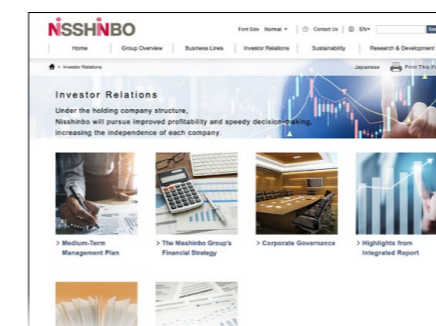 NISSHINBO
Font Size Normal Contact Us EN
Home Group Overview Business Lines Investor Relations Sustainability Research & Development
> Investor Relations
Japanese Print This
Investor Relations
Under the holding company structure,
Nisshinbo will pursue improved profitability and speedy decision-making,
increasing the independence of each company.
> Medium-Term
Management Plan
> The Nisshinbo Group's
Financial Strategy
> Corporate Governance
> Highlights from
Integrated Report